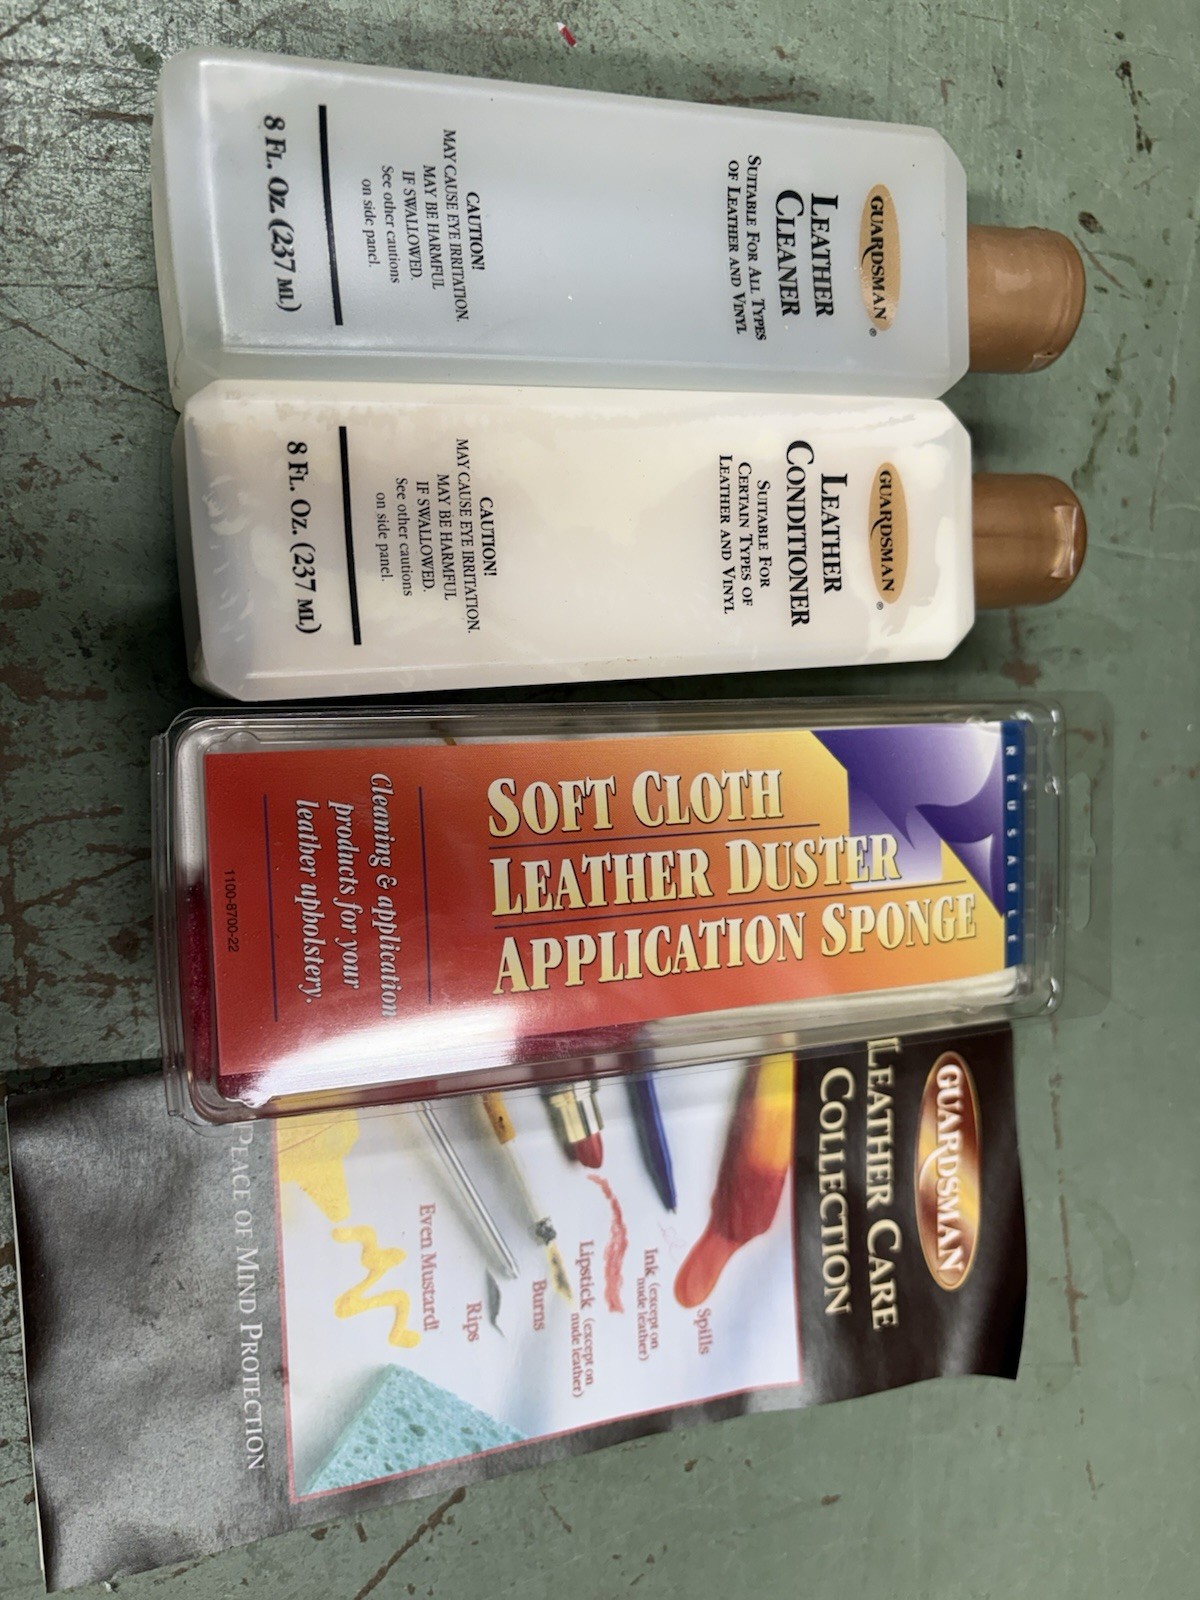 GUARDSMAN®
LEATHER
CLEANER
SUITABLE FOR ALL TYPES
OF LEATHER AND VINYL
CAUTION!
MAY CAUSE EYE IRRITATION.
MAY BE HARMFUL
IF SWALLOWED.
See other cautions
on side panel.
8 FL. OZ. (237 ML)
GUARDSMAN®
LEATHER
CONDITIONER
SUITABLE FOR
CERTAIN TYPES OF
LEATHER AND VINYL
CAUTION!
MAY CAUSE EYE IRRITATION.
MAY BE HARMFUL
IF SWALLOWED.
See other cautions
on side panel.
8 FL. OZ. (237 ML)
REUSABLE
SOFT CLOTH
LEATHER DUSTER
APPLICATION SPONGE
Cleaning & application
products for your
leather upholstery.
1100-8700-22
GUARDSMAN
LEATHER CARE
COLLECTION
Spills
Ink (except on
nude leather)
Lipstick (except on
nude leather)
Burns
Rips
Even Mustard!
PEACE OF MIND PROTECTION